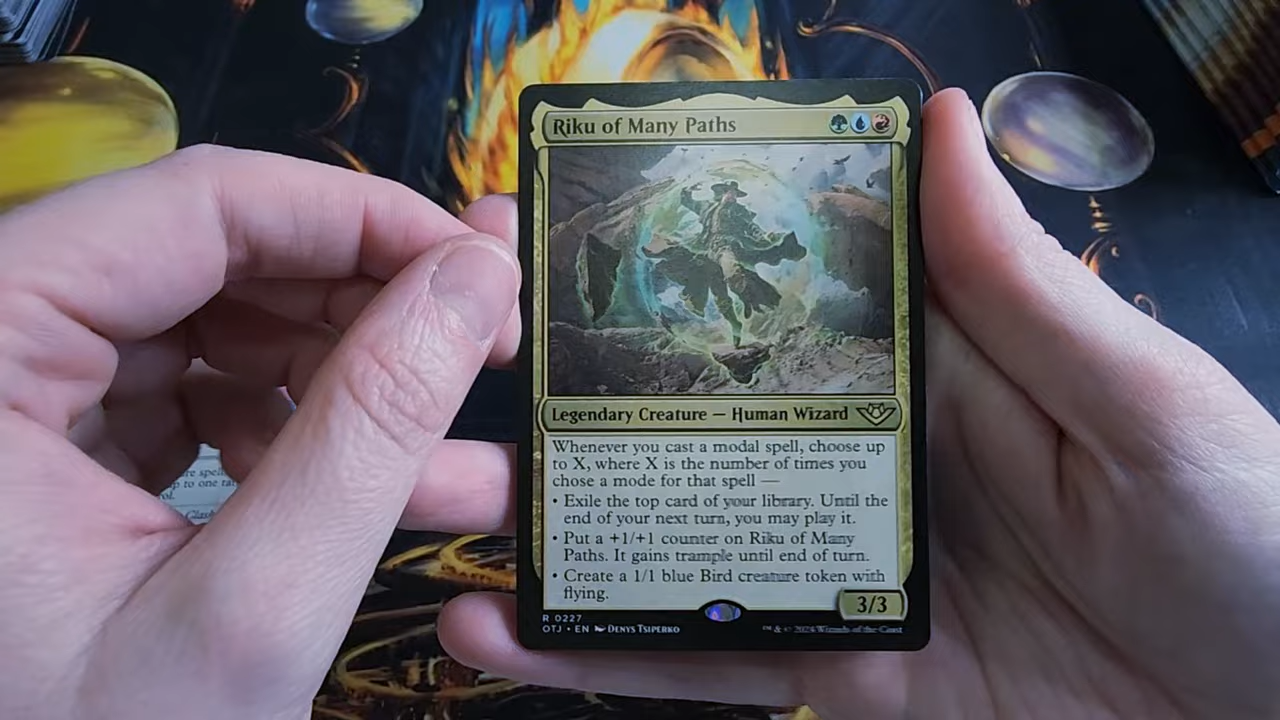 Riku of Many Paths
Legendary Creature — Human Wizard
Whenever you cast a modal spell, choose up
to X, where X is the number of times you
chose a mode for that spell —
• Exile the top card of your library. Until the
end of your next turn, you may play it.
• Put a +1/+1 counter on Riku of Many
Paths. It gains trample until end of turn.
• Create a 1/1 blue Bird creature token with
flying.
3/3
R 0227
OTJ • EN Denys Tsiperko
™ & © 2024 Wizards of the Coast
spell
up to one